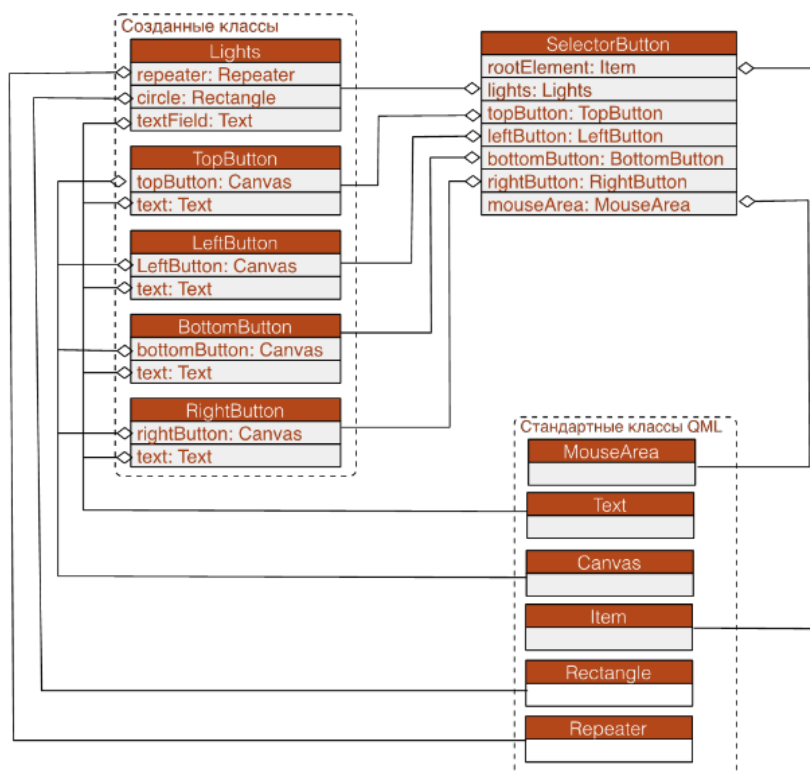 Созданные классы
Lights
repeater: Repeater
circle: Rectangle
textField: Text
TopButton
topButton: Canvas
text: Text
LeftButton
LeftButton: Canvas
text: Text
BottomButton
bottomButton: Canvas
text: Text
RightButton
rightButton: Canvas
text: Text
SelectorButton
rootElement: Item
lights: Lights
topButton: TopButton
leftButton: LeftButton
bottomButton: BottomButton
rightButton: RightButton
mouseArea: MouseArea
Стандартные классы QML
MouseArea
Text
Canvas
Item
Rectangle
Repeater